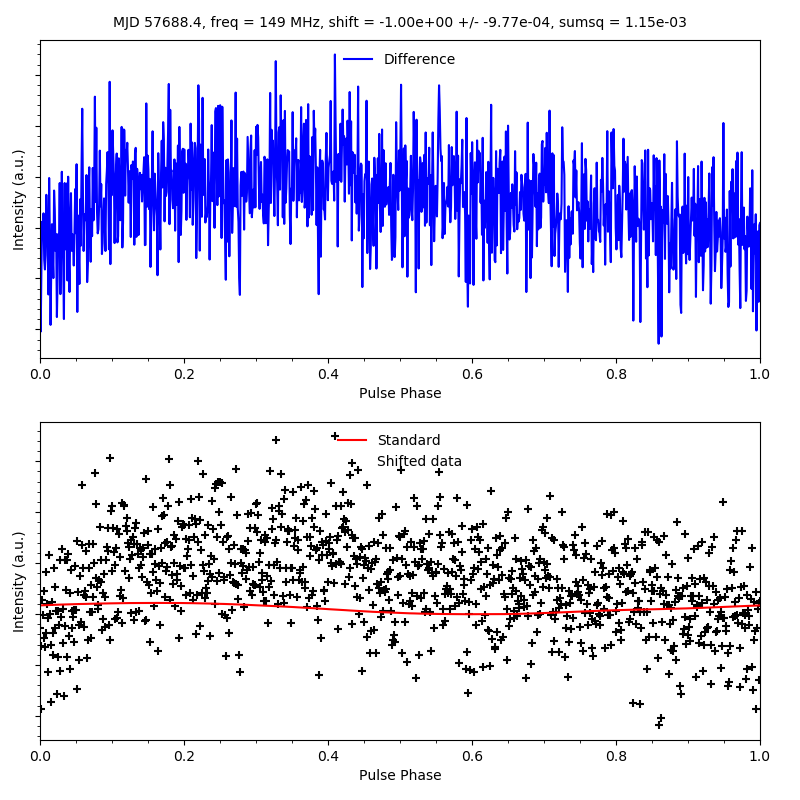 MJD 57688.4, freq = 149 MHz, shift = -1.00e+00 +/- -9.77e-04, sumsq = 1.15e-03
Difference
Intensity (a.u.)
0.0 0.2 0.4 0.6 0.8 1.0
Pulse Phase
Standard
Shifted data
Intensity (a.u.)
0.0 0.2 0.4 0.6 0.8 1.0
Pulse Phase